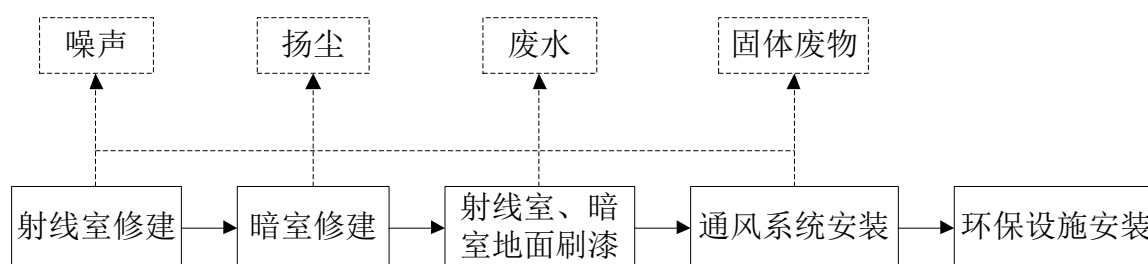 噪声
扬尘
废水
固体废物
射线室修建
暗室修建
射线室、暗
室地面刷漆
通风系统安装
环保设施安装